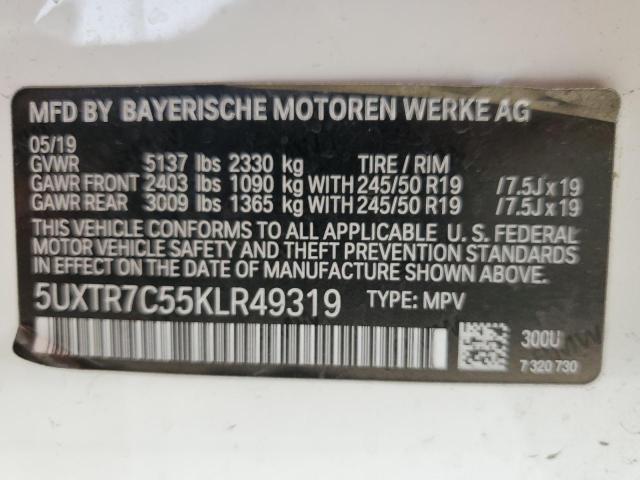 MFD BY BAYERISCHE MOTOREN WERKE AG
05/19
GVWR 5137 lbs 2330 kg TIRE / RIM
GAWR FRONT 2403 lbs 1090 kg WITH 245/50 R19 / 7.5J x 19
GAWR REAR 3009 lbs 1365 kg WITH 245/50 R19 / 7.5J x 19
THIS VEHICLE CONFORMS TO ALL APPLICABLE U. S. FEDERAL
MOTOR VEHICLE SAFETY AND THEFT PREVENTION STANDARDS
IN EFFECT ON THE DATE OF MANUFACTURE SHOWN ABOVE.
5UXTR7C55KLR49319 TYPE: MPV
300U
7 320 730